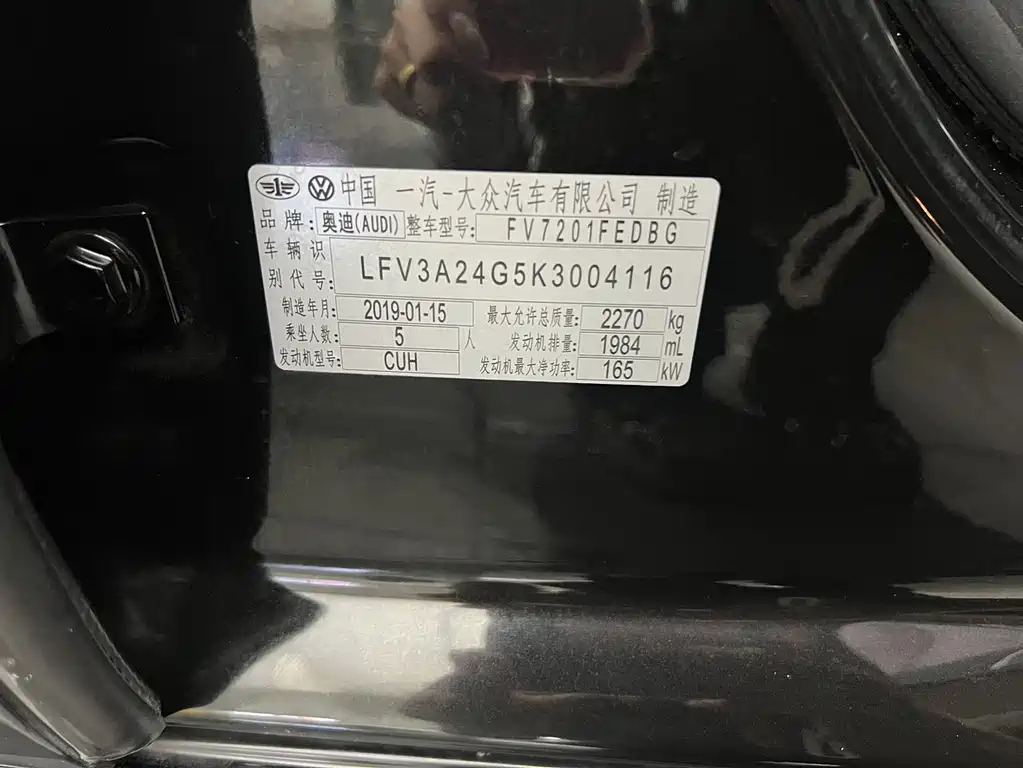 中国 一汽-大众汽车有限公司 制造
品牌: 奥迪(AUDI) 整车型号: FV7201FEDBG
车辆识别代号: LFV3A24G5K3004116
制造年月: 2019-01-15 最大允许总质量: 2270 kg
乘坐人数: 5 人 发动机排量: 1984 mL
发动机型号: CUH 发动机最大净功率: 165 kW